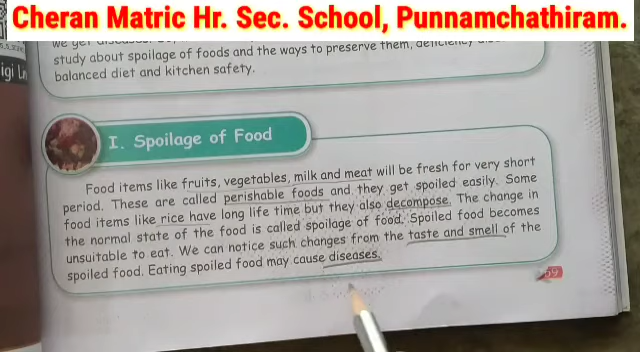 Cheran Matric Hr. Sec. School, Punnamchathiram.
study about spoilage of foods and the ways to preserve them, deficiency
balanced diet and kitchen safety.
I. Spoilage of Food
Food items like fruits, vegetables, milk and meat will be fresh for very short
period. These are called perishable foods and they get spoiled easily. Some
food items like rice have long life time but they also decompose. The change in
the normal state of the food is called spoilage of food. Spoiled food becomes
unsuitable to eat. We can notice such changes from the taste and smell of the
spoiled food. Eating spoiled food may cause diseases.